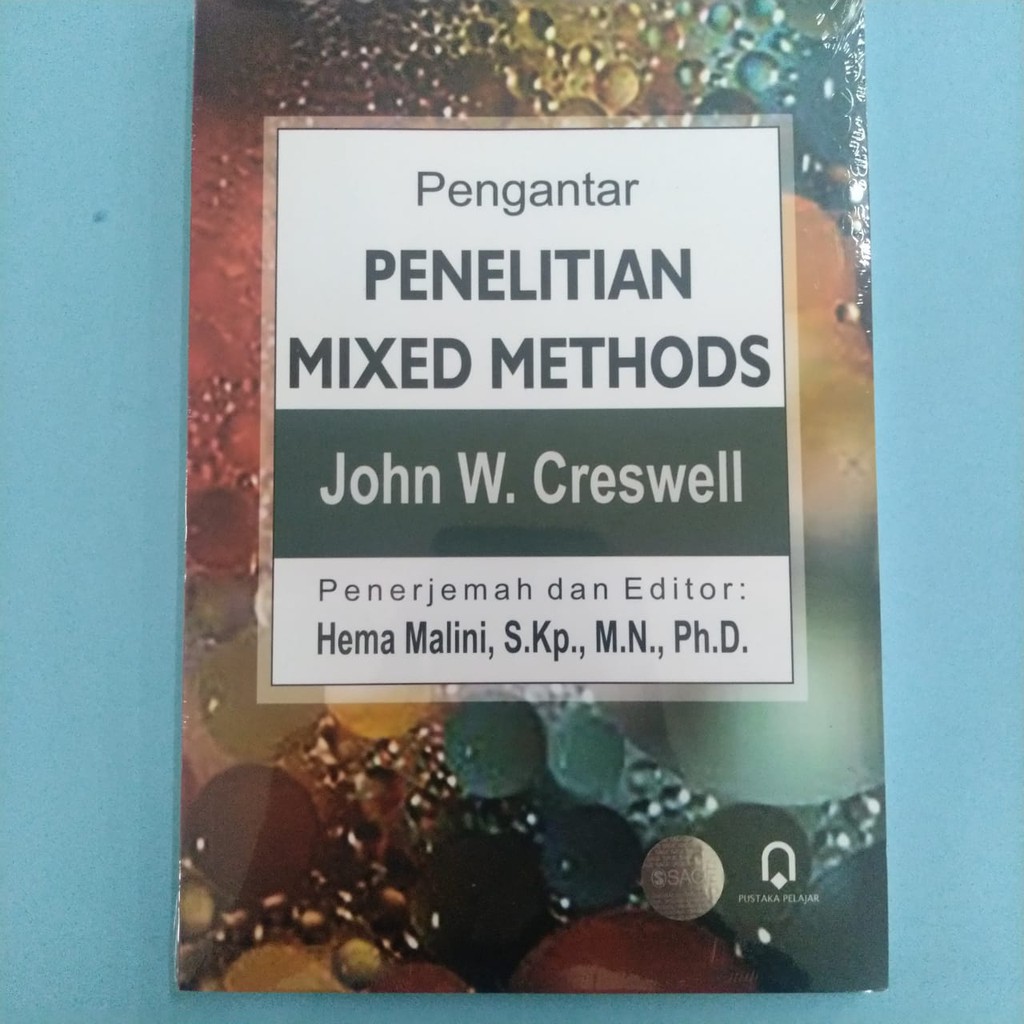 Pengantar
PENELITIAN
MIXED METHODS
John W. Creswell
Penerjemah dan Editor:
Hema Malini, S.Kp., M.N., Ph.D.
SAGE
PUSTAKA PELAJAR